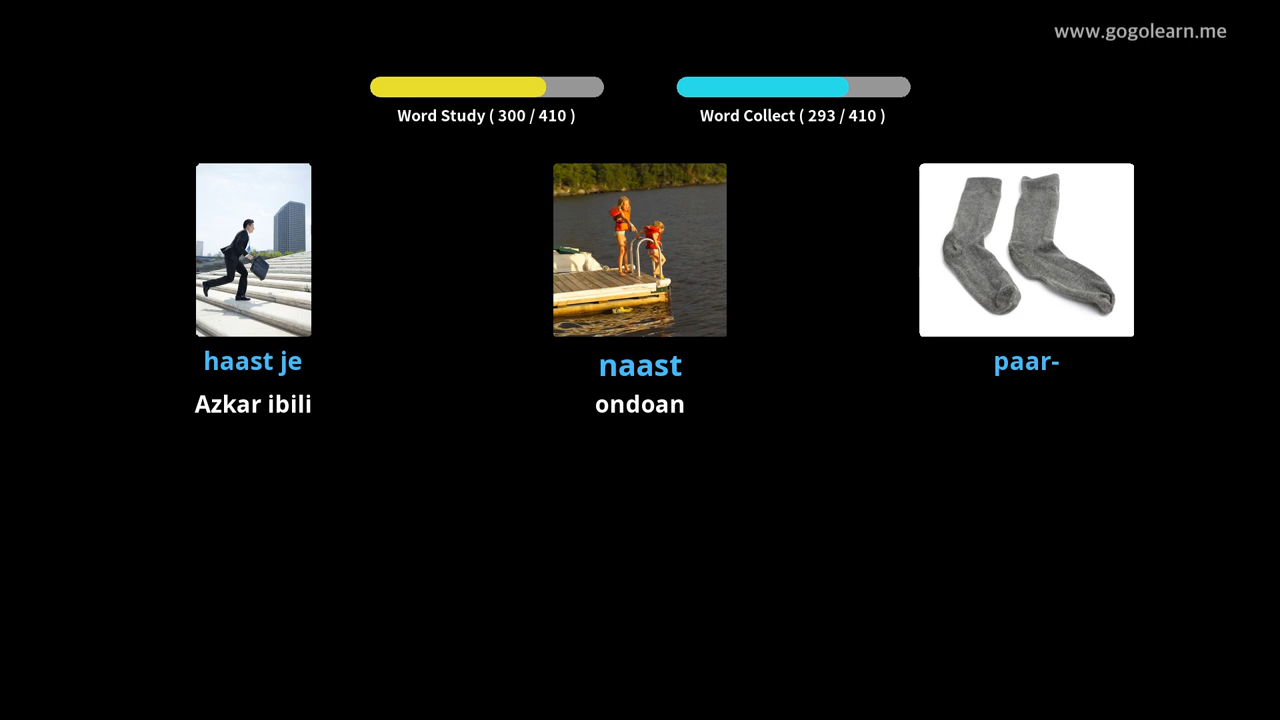 www.gogolearn.me
Word Study ( 300 / 410 )
Word Collect ( 293 / 410 )
haast je
naast
paar-
Azkar ibili
ondoan